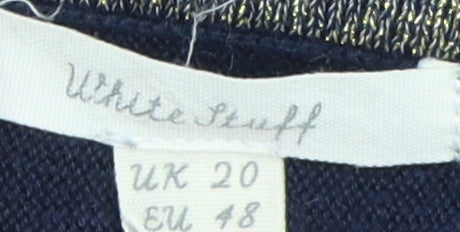 White Stuff
UK 20
EU 48